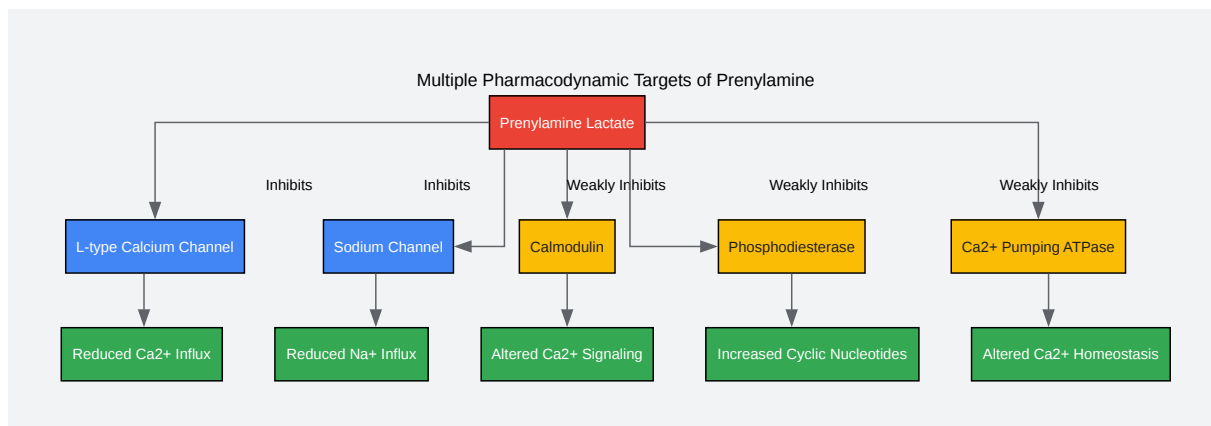 Multiple Pharmacodynamic Targets of Prenylamine
Prenylamine Lactate
Inhibits
Inhibits
Weakly Inhibits
Weakly Inhibits
Weakly Inhibits
L-type Calcium Channel
Sodium Channel
Calmodulin
Phosphodiesterase
Ca2+ Pumping ATPase
Reduced Ca2+ Influx
Reduced Na+ Influx
Altered Ca2+ Signaling
Increased Cyclic Nucleotides
Altered Ca2+ Homeostasis